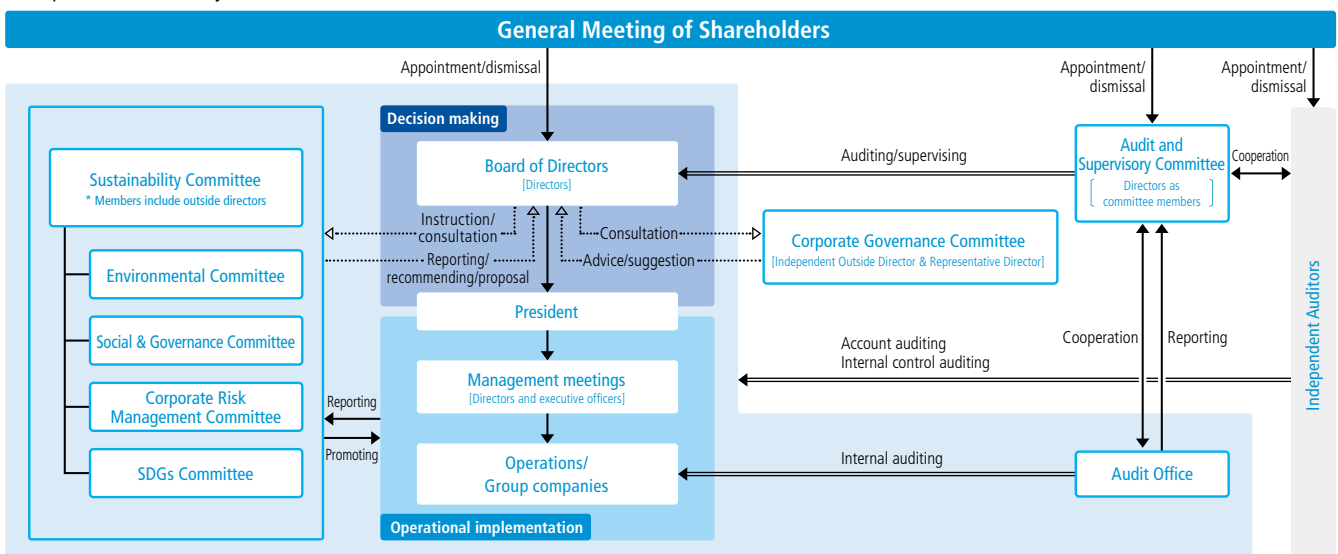 General Meeting of Shareholders
Appointment/dismissal
Appointment/
dismissal
Appointment/
dismissal
Decision making
Board of Directors
[Directors]
Auditing/supervising
Audit and
Supervisory Committee
Directors as
committee members
Cooperation
Independent Auditors
Sustainability Committee
* Members include outside directors
Instruction/
consultation
Consultation
Reporting/
recommending/proposal
Advice/suggestion
Corporate Governance Committee
[Independent Outside Director & Representative Director]
Environmental Committee
Social & Governance Committee
Corporate Risk
Management Committee
SDGs Committee
President
Account auditing
Internal control auditing
Cooperation
Reporting
Management meetings
[Directors and executive officers]
Reporting
Promoting
Operations/
Group companies
Internal auditing
Audit Office
Operational implementation